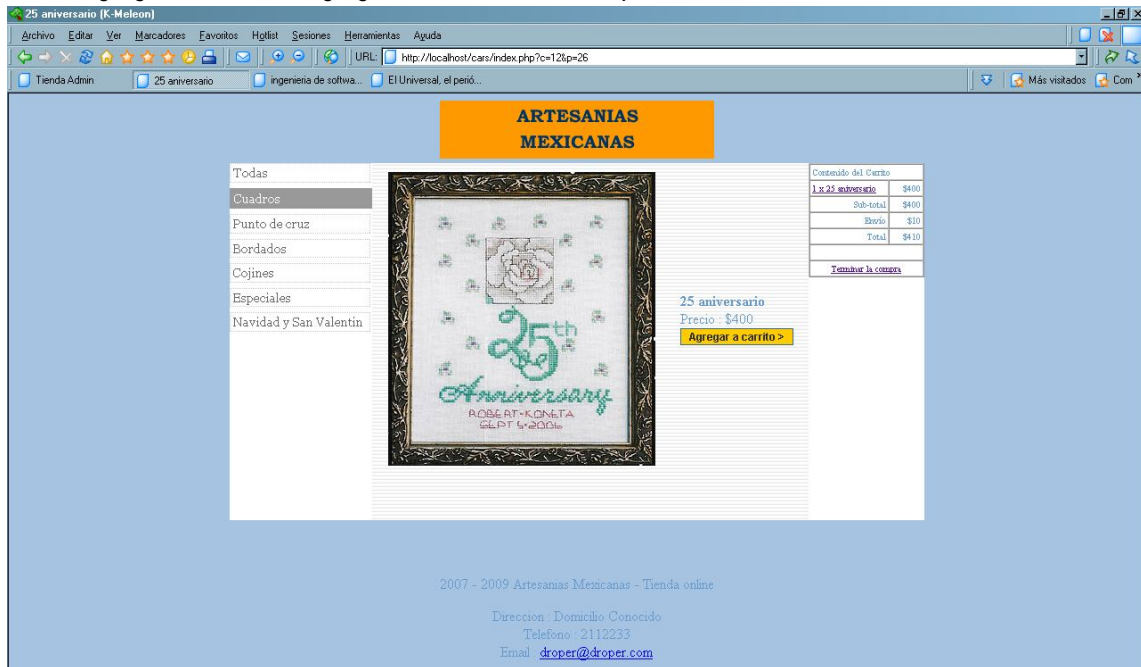 25 aniversario (K-Meleon)
Archivo Editar Ver Marcadores Favoritos Hotlist Sesiones Herramientas Ayuda
URL: http://localhost/cars/index.php?c=12&p=26
Tienda Admin 25 aniversario ingenieria de softwa... El Universal, el perió... Más visitados Com
ARTESANIAS
MEXICANAS
Todas
Cuadros
Punto de cruz
Bordados
Cojines
Especiales
Navidad y San Valentin
25th
Anniversary
ROBERT-KONETA
SEPT 5-2006
25 aniversario
Precio : $400
Agregar a carrito >
Contenido del Carrito
1 x 25 aniversario $400
Sub-total $400
Envio $10
Total $410
Terminar la compra
2007 - 2009 Artesanias Mexicanas - Tienda online
Direccion : Domicilio Conocido
Telefono : 2112233
Email : droper@droper.com